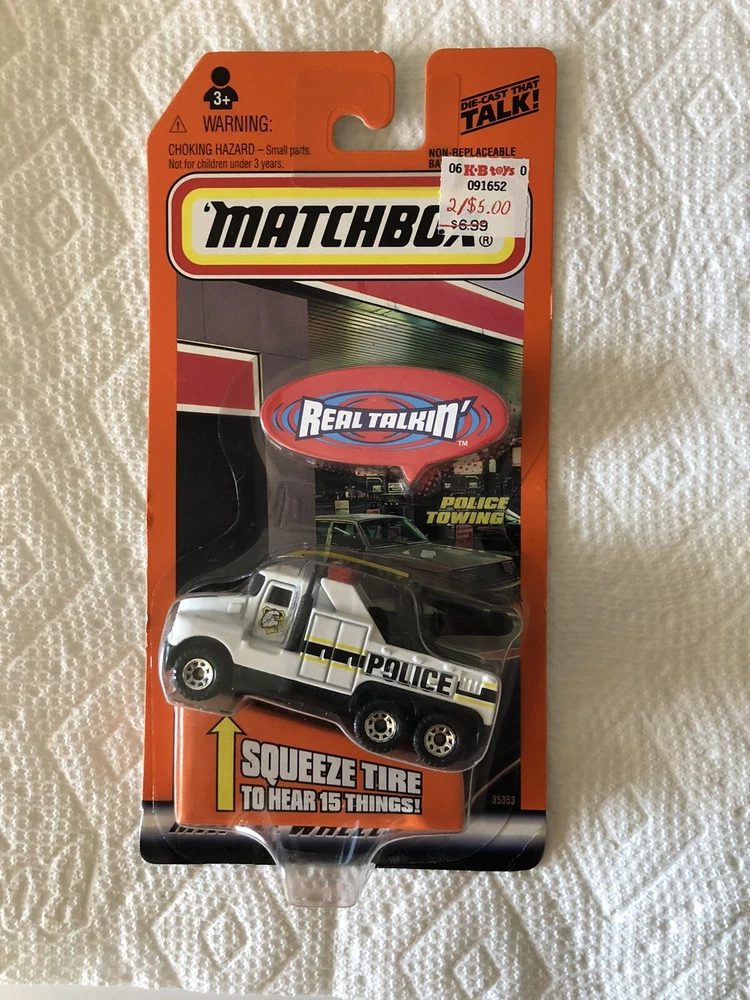 3+
WARNING:
CHOKING HAZARD – Small parts.
Not for children under 3 years.
DIE-CAST THAT
TALK!
NON-REPLACEABLE
06 K·B toys 0
091652
2/$5.00
$6.99
MATCHBOX®
REAL TALKIN'™
POLICE
TOWING
POLICE
SQUEEZE TIRE
TO HEAR 15 THINGS!
35353